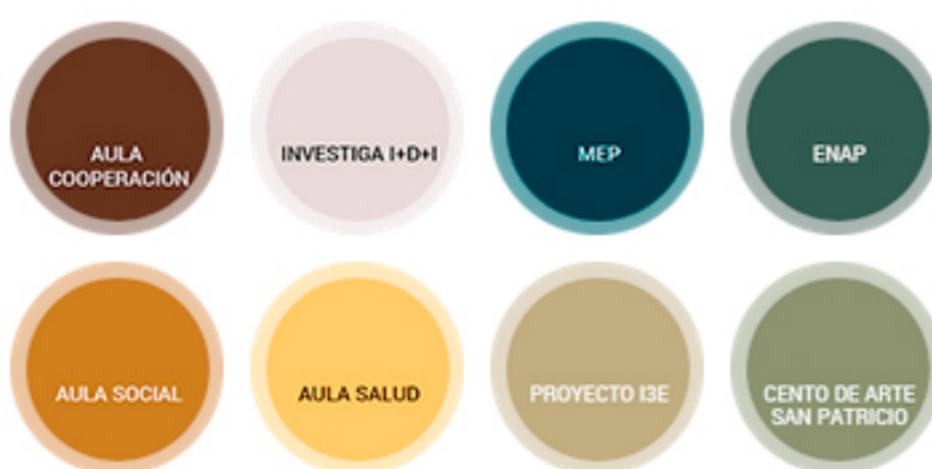 AULA
COOPERACIÓN
INVESTIGA I+D+I
MEP
ENAP
AULA SOCIAL
AULA SALUD
PROYECTO I3E
CENTO DE ARTE
SAN PATRICIO